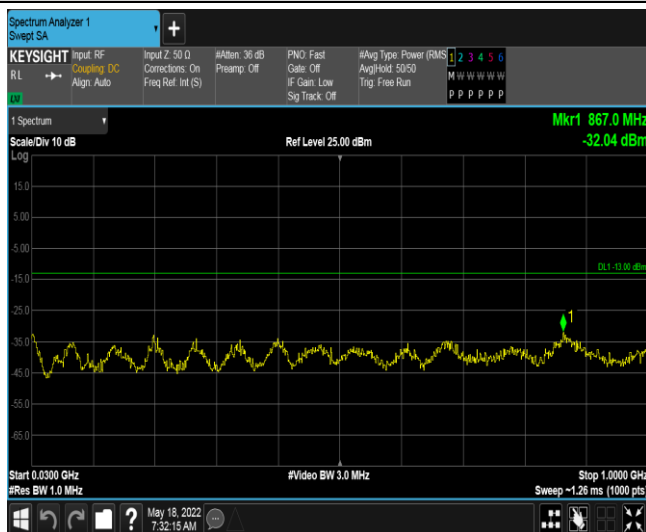 Spectrum Analyzer 1
Swept SA
+
KEYSIGHT
RL
Input: RF
Coupling: DC
Align: Auto
Input Z: 50 Ω
Corrections: On
Freq Ref: Int (S)
#Atten: 36 dB
Preamp: Off
PNO: Fast
Gate: Off
IF Gain: Low
Sig Track: Off
#Avg Type: Power (RMS
Avg|Hold: 50/50
Trig: Free Run
1 2 3 4 5 6
M W W W W W
P P P P P P
1 Spectrum
Mkr1 867.0 MHz
-32.04 dBm
Scale/Div 10 dB
Ref Level 25.00 dBm
Log
15.0
5.00
-5.00
DL1 -13.00 dBm
-15.0
-25.0
1
-35.0
-45.0
-55.0
-65.0
Start 0.0300 GHz
#Video BW 3.0 MHz
Stop 1.0000 GHz
#Res BW 1.0 MHz
Sweep ~1.26 ms (1000 pts)
?
May 18, 2022
7:32:15 AM